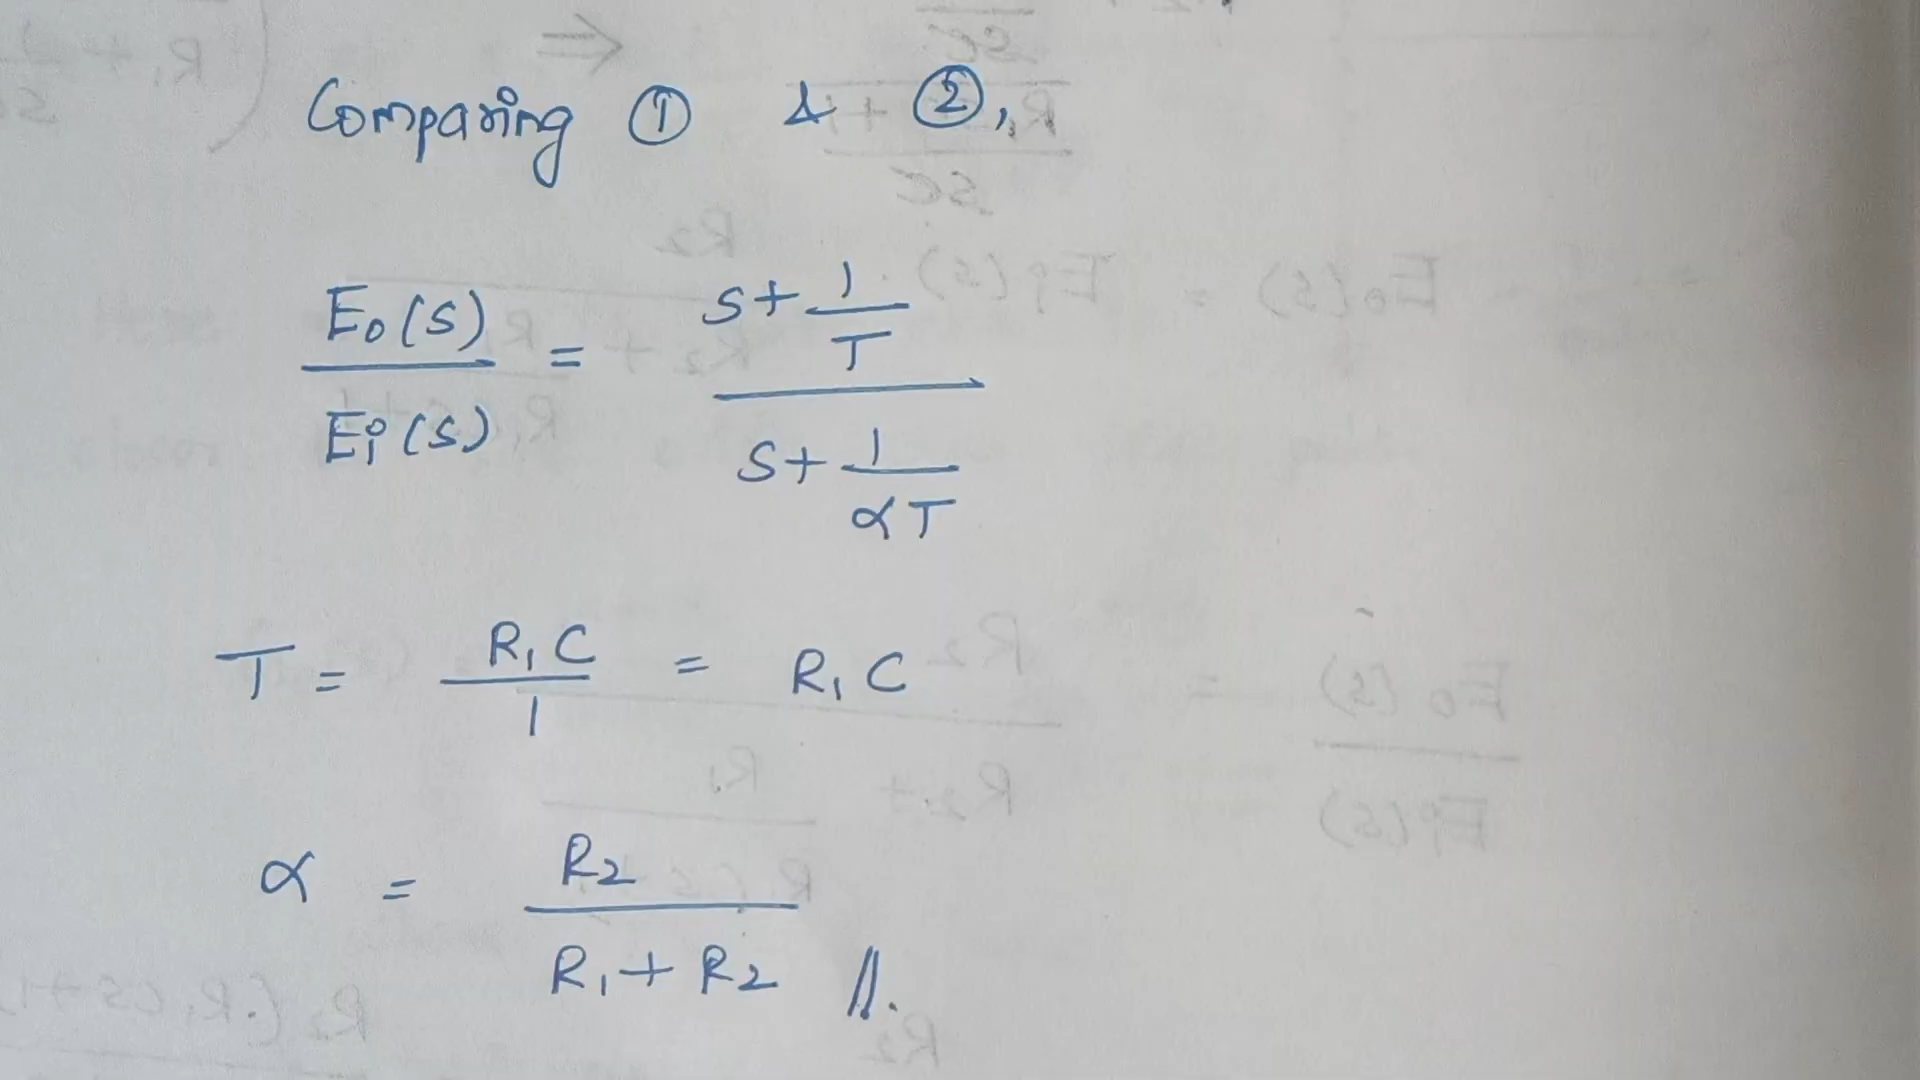 Comparing ① & ②,
E₀(S) / Ei(S) = (S + 1/T) / (S + 1/αT)
T = R₁C / 1 = R₁C
α = R₂ / (R₁ + R₂) //.